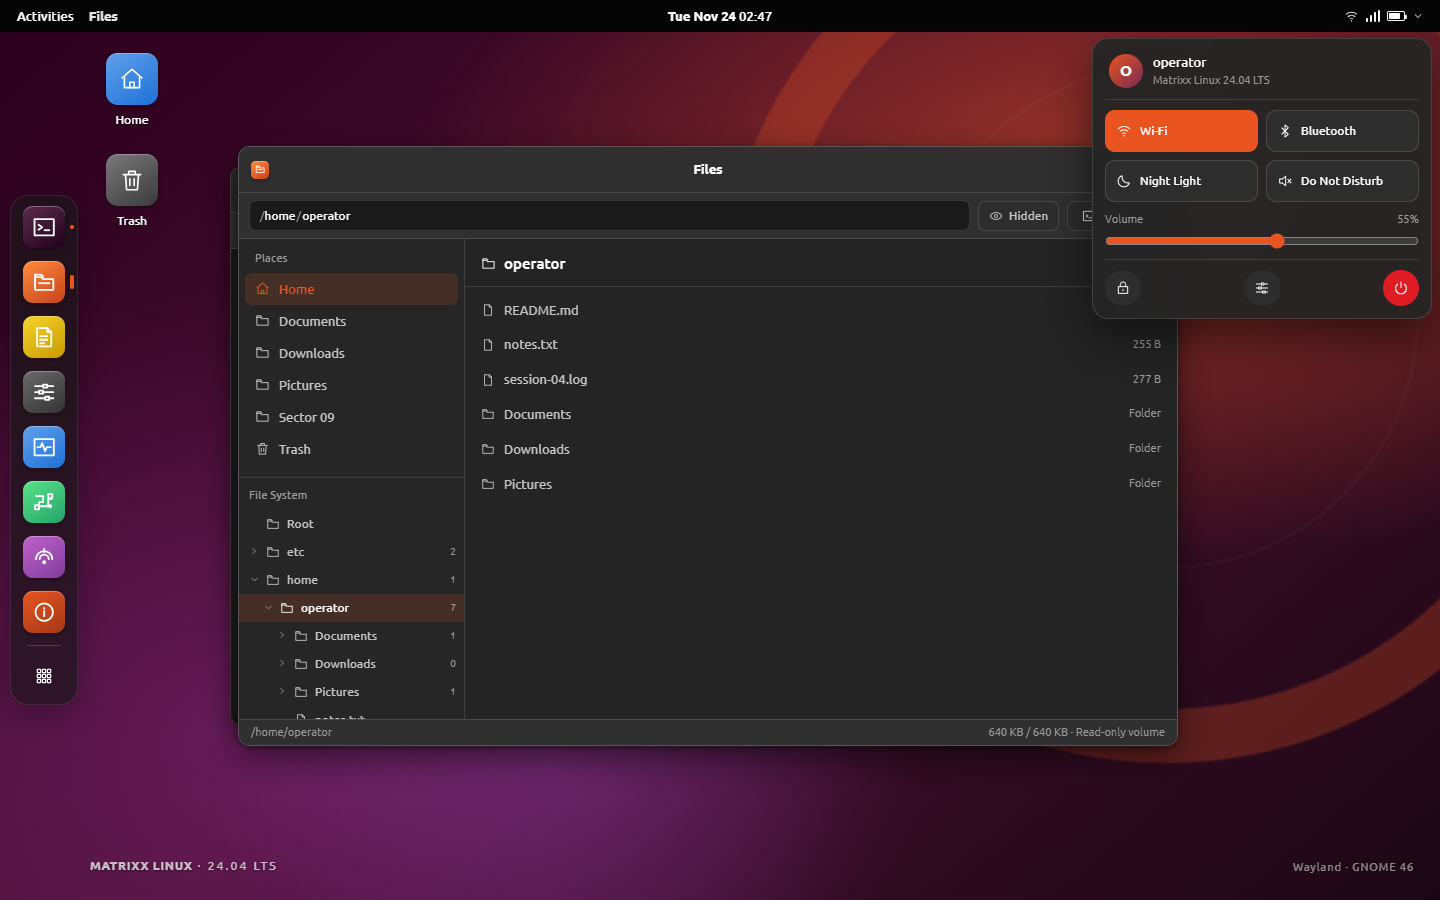 Activities Files Tue Nov 24 02:47
Home
Trash
operator
Matrixx Linux 24.04 LTS
Wi-Fi Bluetooth
Night Light Do Not Disturb
Volume 55%
Files
/home/operator Hidden
Places
Home
Documents
Downloads
Pictures
Sector 09
Trash
File System
Root
etc 2
home 1
operator 7
Documents 1
Downloads 0
Pictures 1
operator
README.md
notes.txt 255 B
session-04.log 277 B
Documents Folder
Downloads Folder
Pictures Folder
/home/operator 640 KB / 640 KB · Read-only volume
MATRIXX LINUX · 24.04 LTS
Wayland · GNOME 46